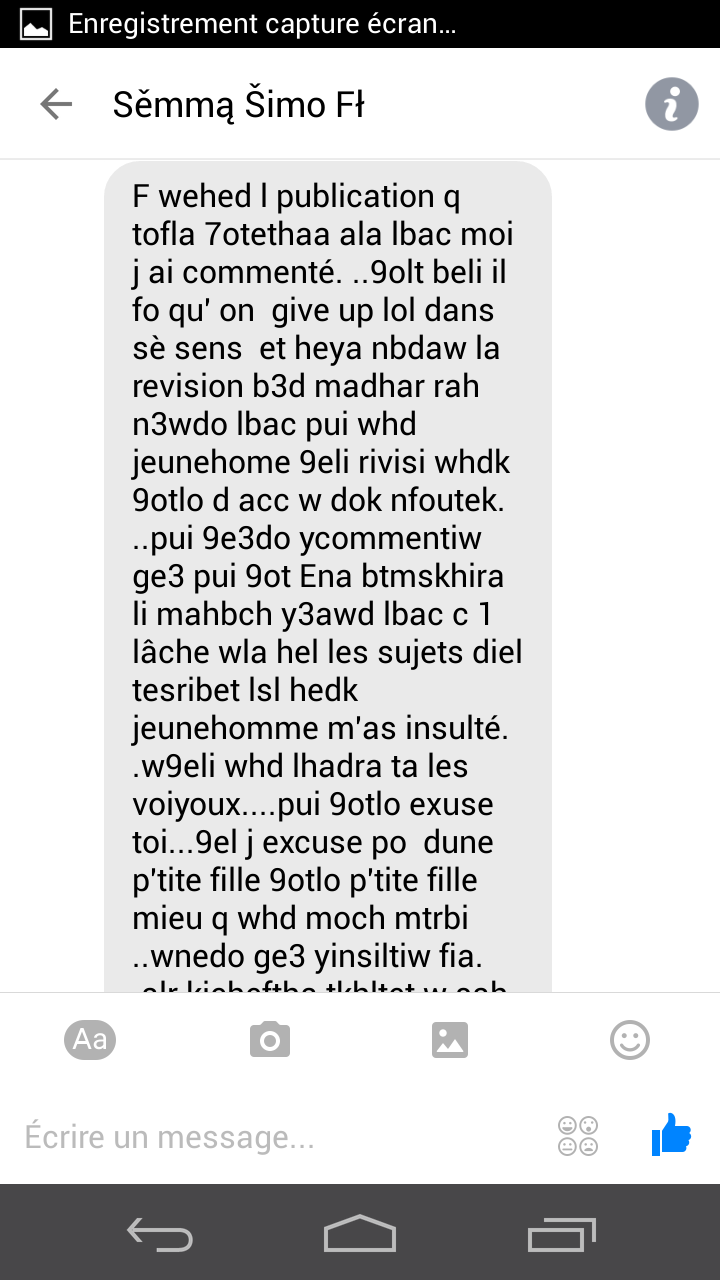 Enregistrement capture écran...
Sěmmą Šimo Fł
F wehed l publication q
tofla 7otethaa ala lbac moi
j ai commenté. ..9olt beli il
fo qu' on  give up lol dans
sè sens  et heya nbdaw la
revision b3d madhar rah
n3wdo lbac pui whd
jeunehome 9eli rivisi whdk
9otlo d acc w dok nfoutek.
..pui 9e3do ycommentiw
ge3 pui 9ot Ena btmskhira
li mahbch y3awd lbac c 1
lâche wla hel les sujets diel
tesribet lsl hedk
jeunehomme m'as insulté.
.w9eli whd lhadra ta les
voiyoux....pui 9otlo exuse
toi...9el j excuse po  dune
p'tite fille 9otlo p'tite fille
mieu q whd moch mtrbi
..wnedo ge3 yinsiltiw fia.
Aa
Écrire un message...